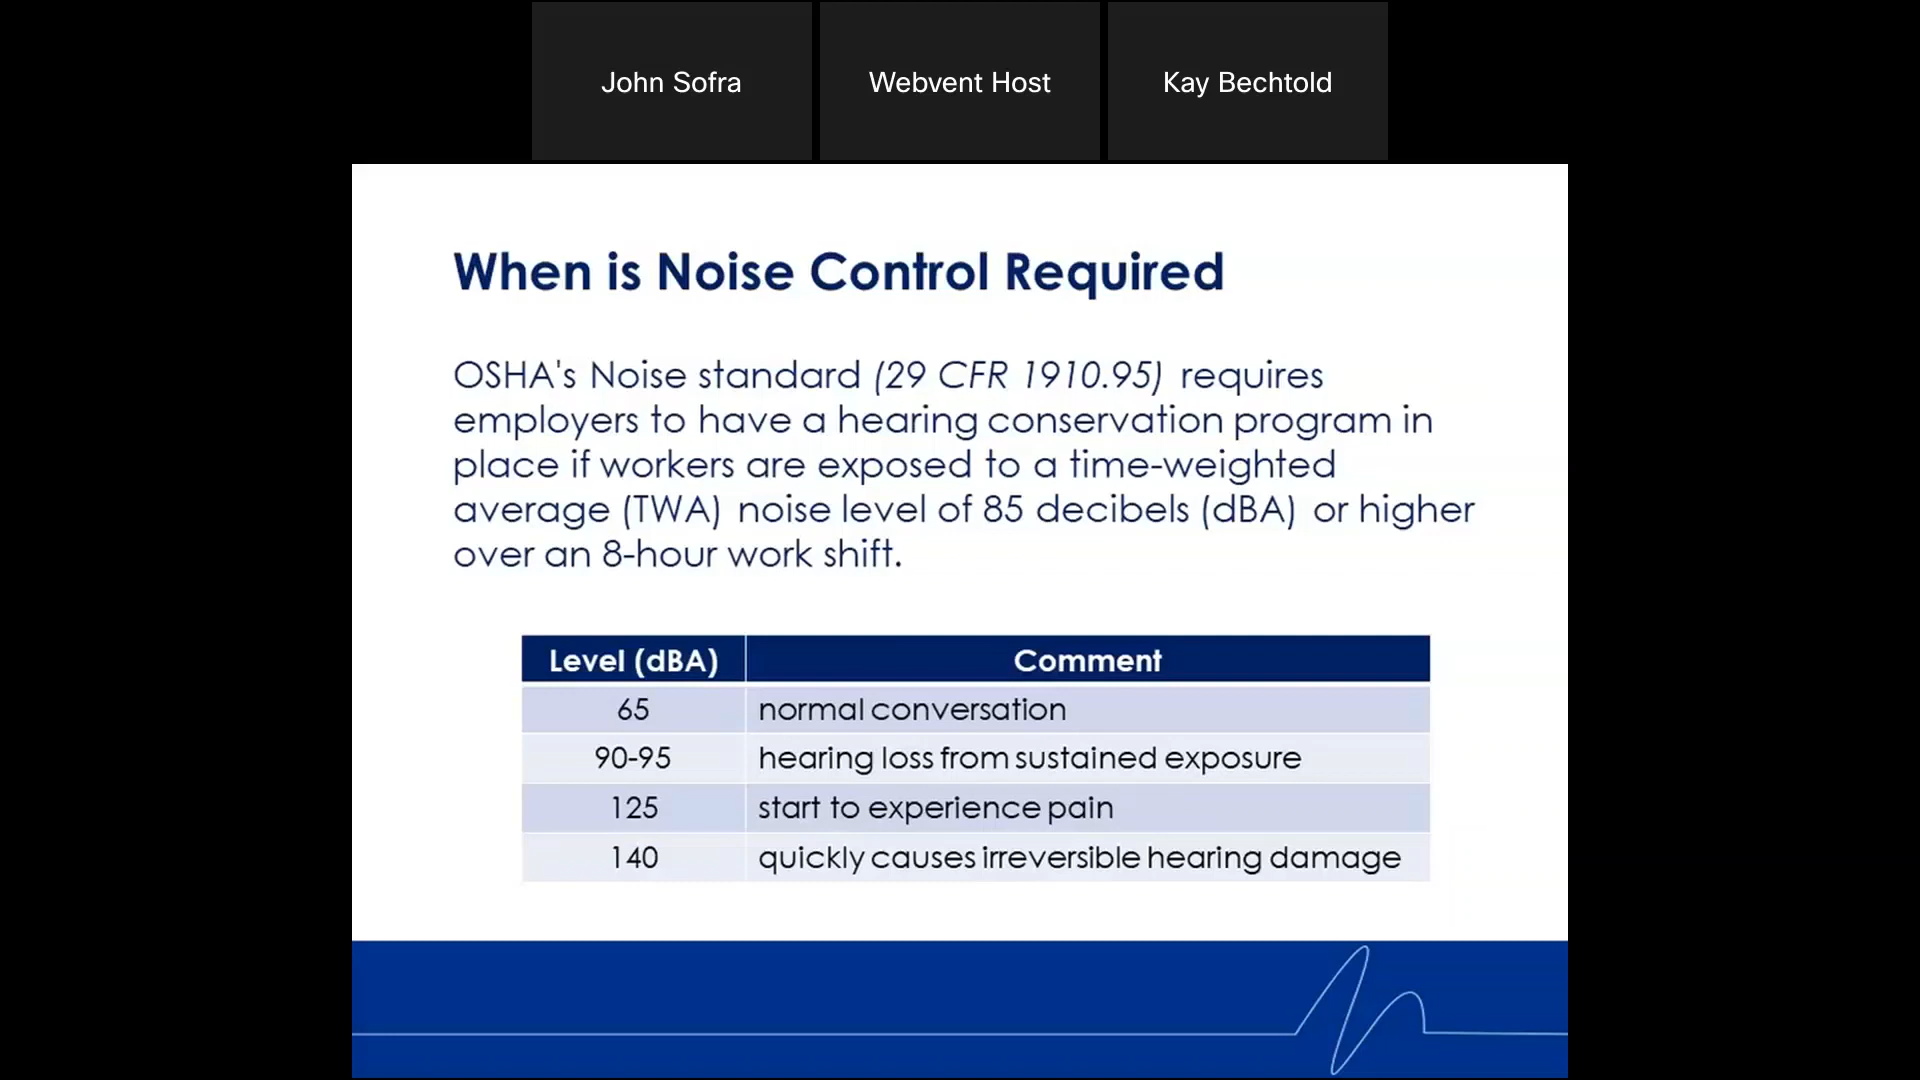 John Sofra
Webvent Host
Kay Bechtold
When is Noise Control Required
OSHA's Noise standard (29 CFR 1910.95) requires
employers to have a hearing conservation program in
place if workers are exposed to a time-weighted
average (TWA) noise level of 85 decibels (dBA) or higher
over an 8-hour work shift.
Level (dBA) Comment
65 normal conversation
90-95 hearing loss from sustained exposure
125 start to experience pain
140 quickly causes irreversible hearing damage